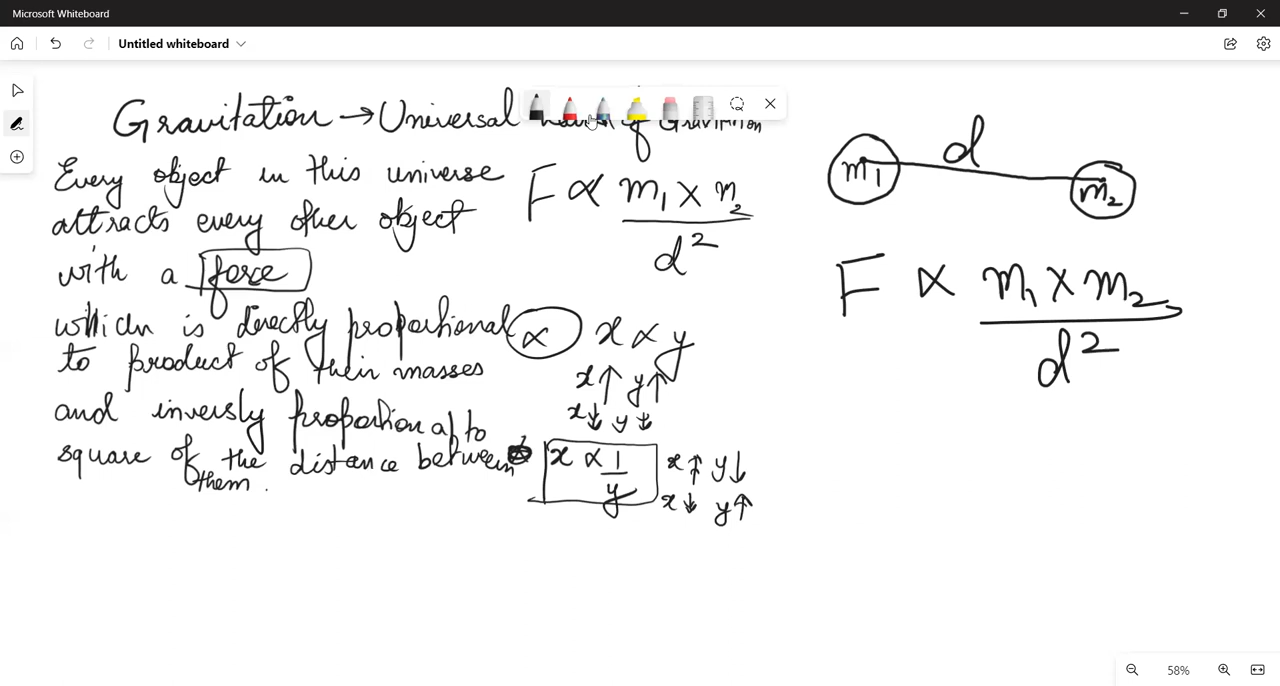 Microsoft Whiteboard
Untitled whiteboard
Gravitation → Universal of Gravittion
Every object in this universe
attracts every other object
with a force
which is directly proportional
to product of their masses
and inversly proportional to
square of the distance between
them.
F ∝ m₁ × m₂
d²
∝ x ∝ y
x↑ y↑
x↓ y↓
x ∝ 1/y
x↑ y↓
x↓ y↑
m₁ d m₂
F ∝ m₁ × m₂
d²
58%